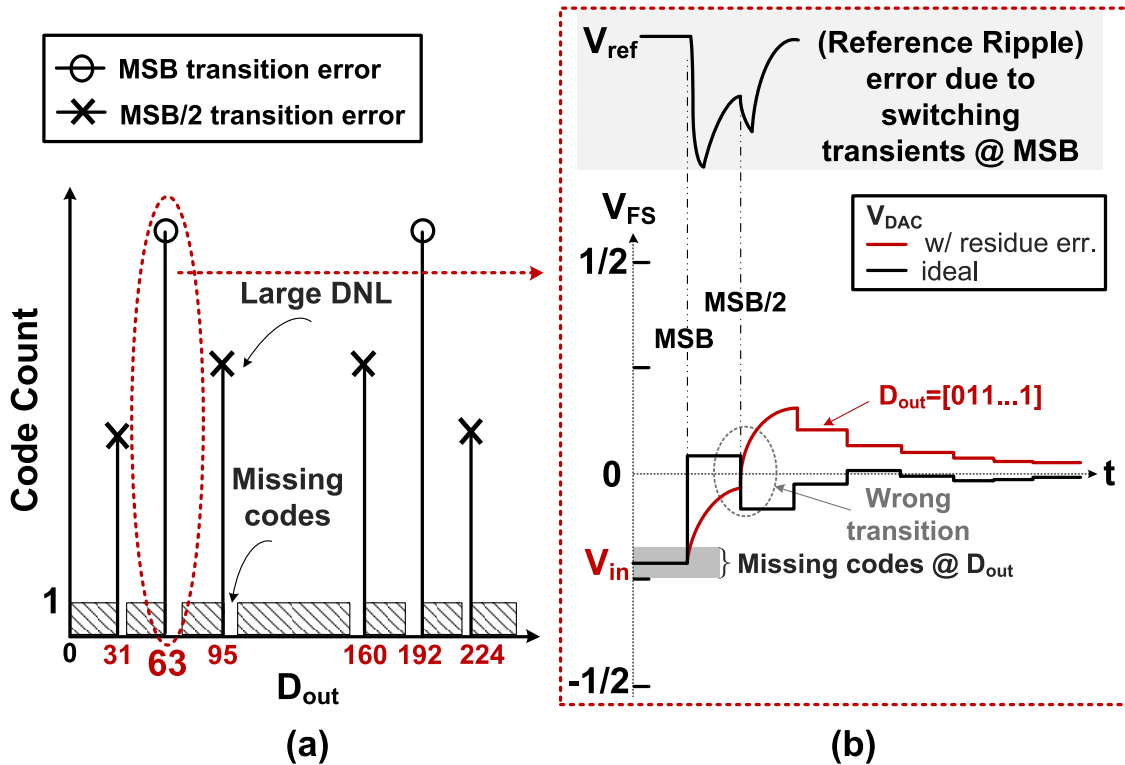 MSB transition error
MSB/2 transition error
Code Count
Large DNL
Missing
codes
1
0
31
63
95
160
192
224
Dout
(a)
Vref
(Reference Ripple)
error due to
switching
transients @ MSB
VFS
VDAC
w/ residue err.
ideal
1/2
MSB/2
MSB
Dout=[011...1]
0
t
Wrong
transition
Vin
Missing codes @ Dout
-1/2
(b)